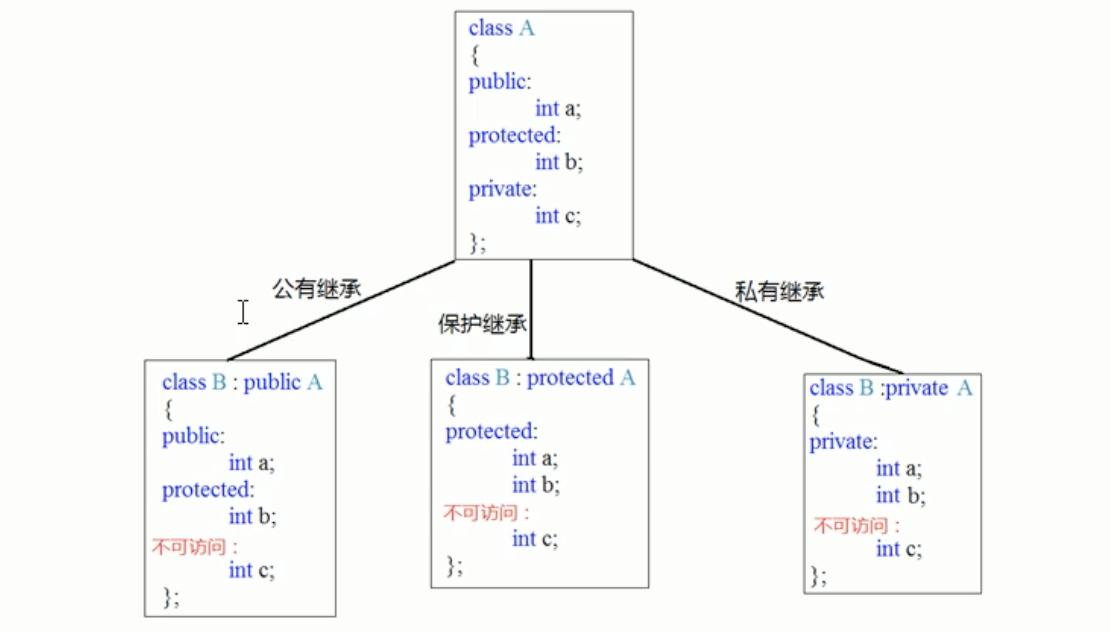 class A
{
public:
int a;
protected:
int b;
private:
int c;
};
公有继承
保护继承
私有继承
class B : public A
{
public:
int a;
protected:
int b;
不可访问：
int c;
};
class B : protected A
{
protected:
int a;
int b;
不可访问：
int c;
};
class B :private A
{
private:
int a;
int b;
不可访问：
int c;
};